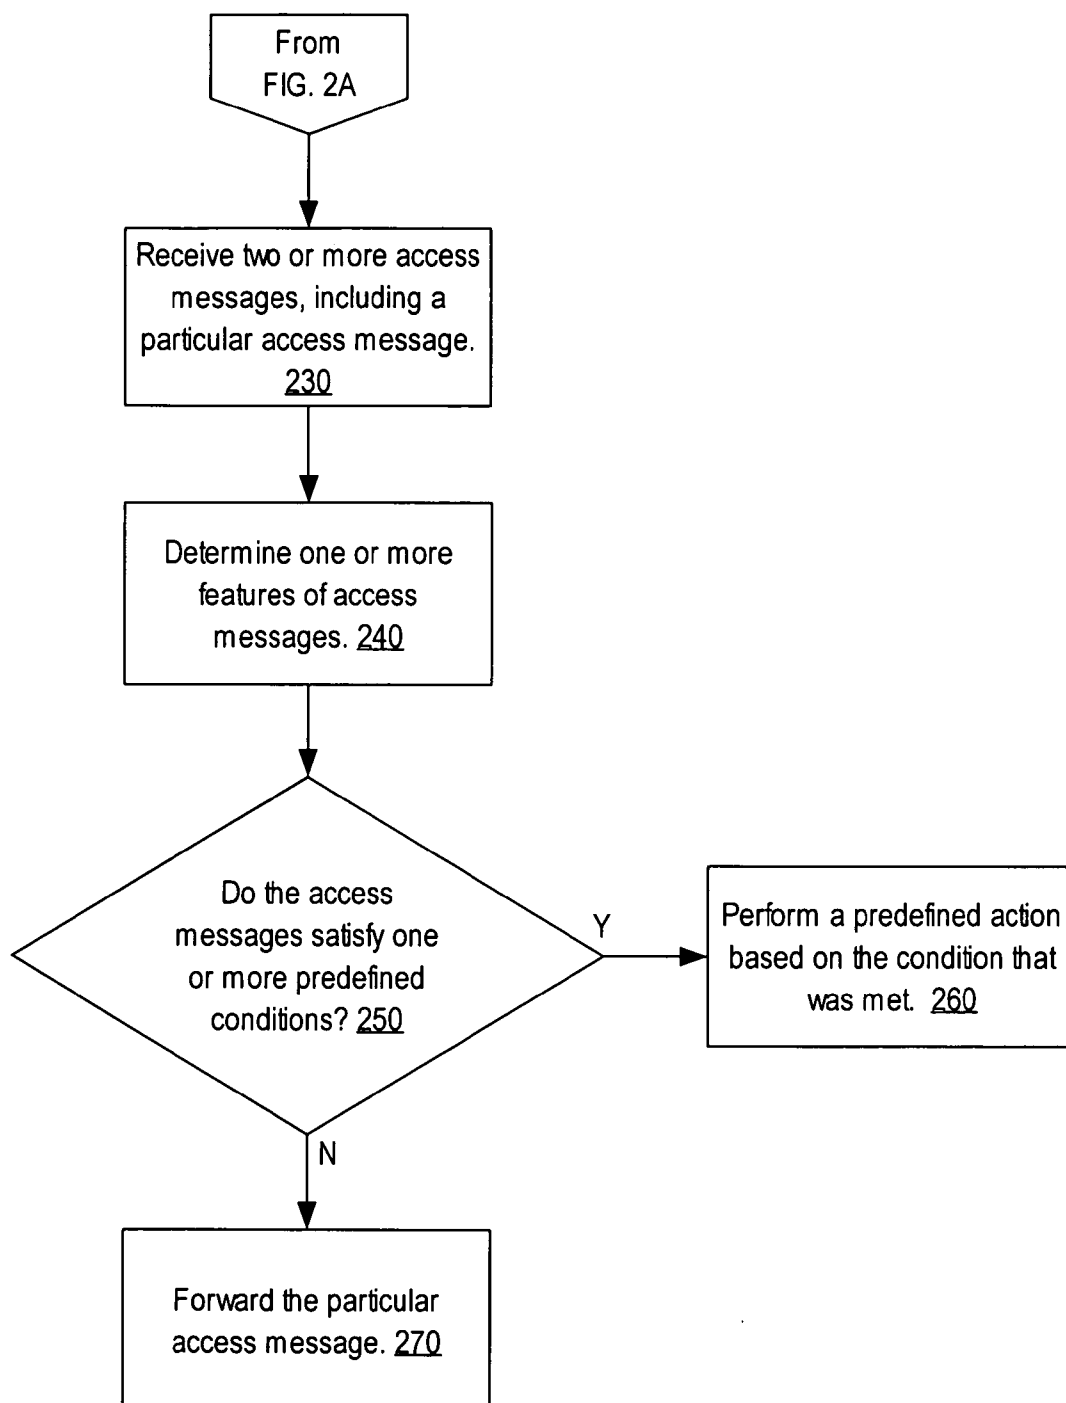 From
FIG. 2A
Receive two or more access
messages, including a
particular access message.
230
Determine one or more
features of access
messages. 240
Do the access
messages satisfy one
or more predefined
conditions? 250
Y
Perform a predefined action
based on the condition that
was met. 260
N
Forward the particular
access message. 270